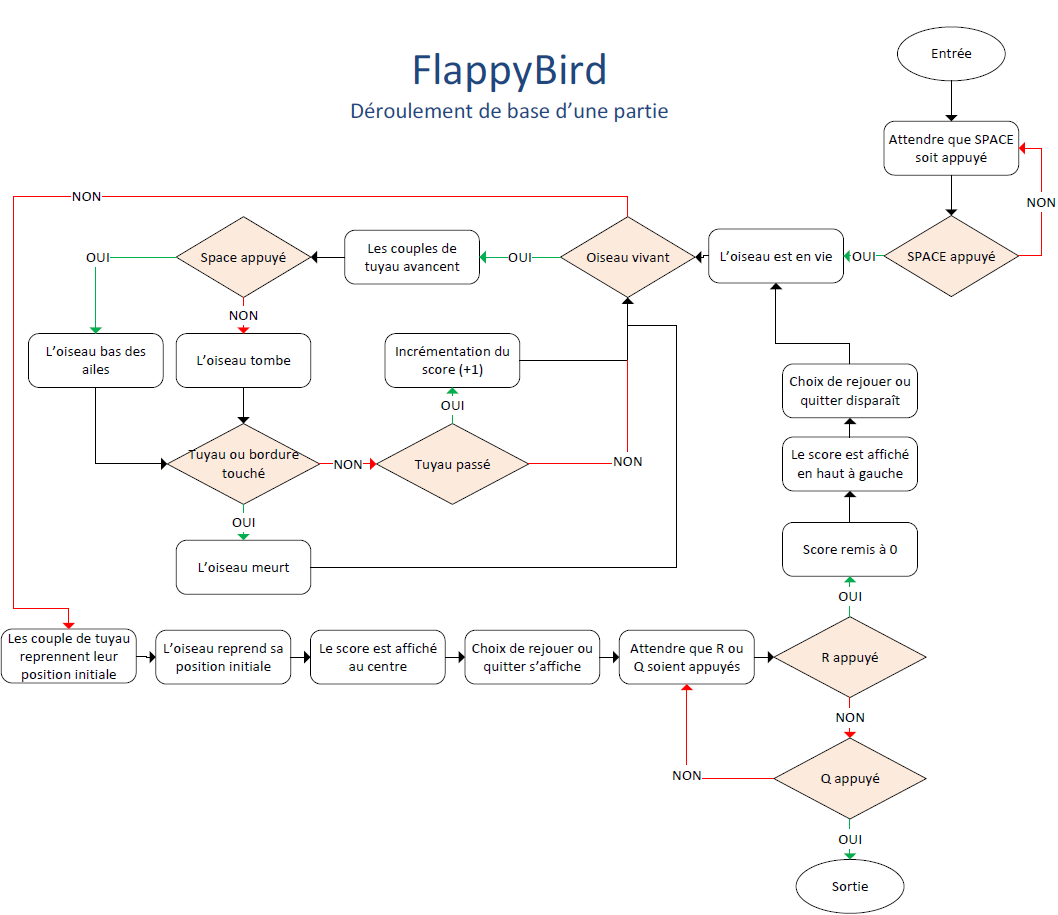 FlappyBird
Déroulement de base d'une partie
Entrée
Attendre que SPACE
soit appuyé
NON
SPACE appuyé
OUI
L'oiseau est en vie
Oiseau vivant
NON
OUI
Les couples de
tuyau avancent
Space appuyé
OUI
NON
L'oiseau bas des
ailes
L'oiseau tombe
Tuyau ou bordure
touché
NON
OUI
L'oiseau meurt
Tuyau passé
OUI
NON
Incrémentation du
score (+1)
Choix de rejouer ou
quitter disparaît
Le score est affiché
en haut à gauche
Score remis à 0
OUI
Les couple de tuyau
reprennent leur
position initiale
L'oiseau reprend sa
position initiale
Le score est affiché
au centre
Choix de rejouer ou
quitter s'affiche
Attendre que R ou
Q soient appuyés
R appuyé
NON
Q appuyé
NON
OUI
Sortie